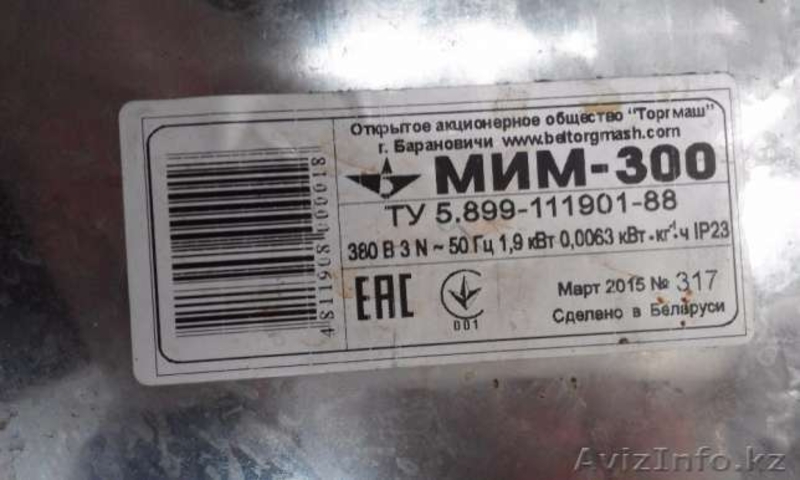 Открытое акционерное общество "Торгмаш"
г. Барановичи www.beltorgmash.com
МИМ-300
ТУ 5.899-111901-88
380 В 3 N ~ 50 Гц 1,9 кВт 0,0063 кВт·кг⁻¹·ч IP23
4811908000018
EAC
001
Март 2015 № 317
Сделано в Беларуси
AvizInfo.kz